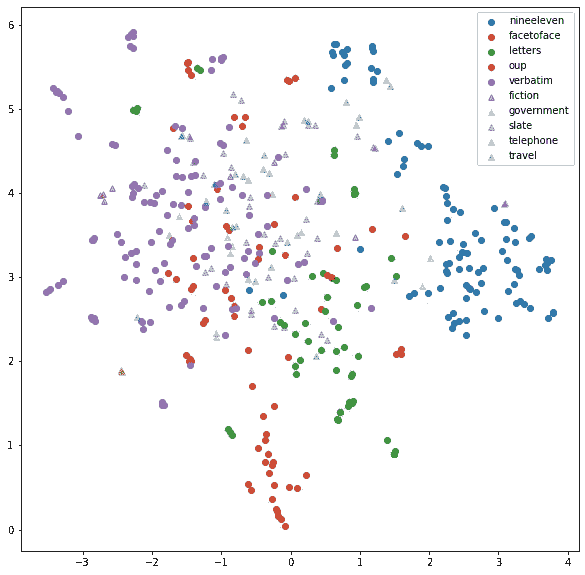 nineeleven
facetoface
letters
oup
verbatim
fiction
government
slate
telephone
travel
6
5
4
3
2
1
0
−3 −2 −1 0 1 2 3 4